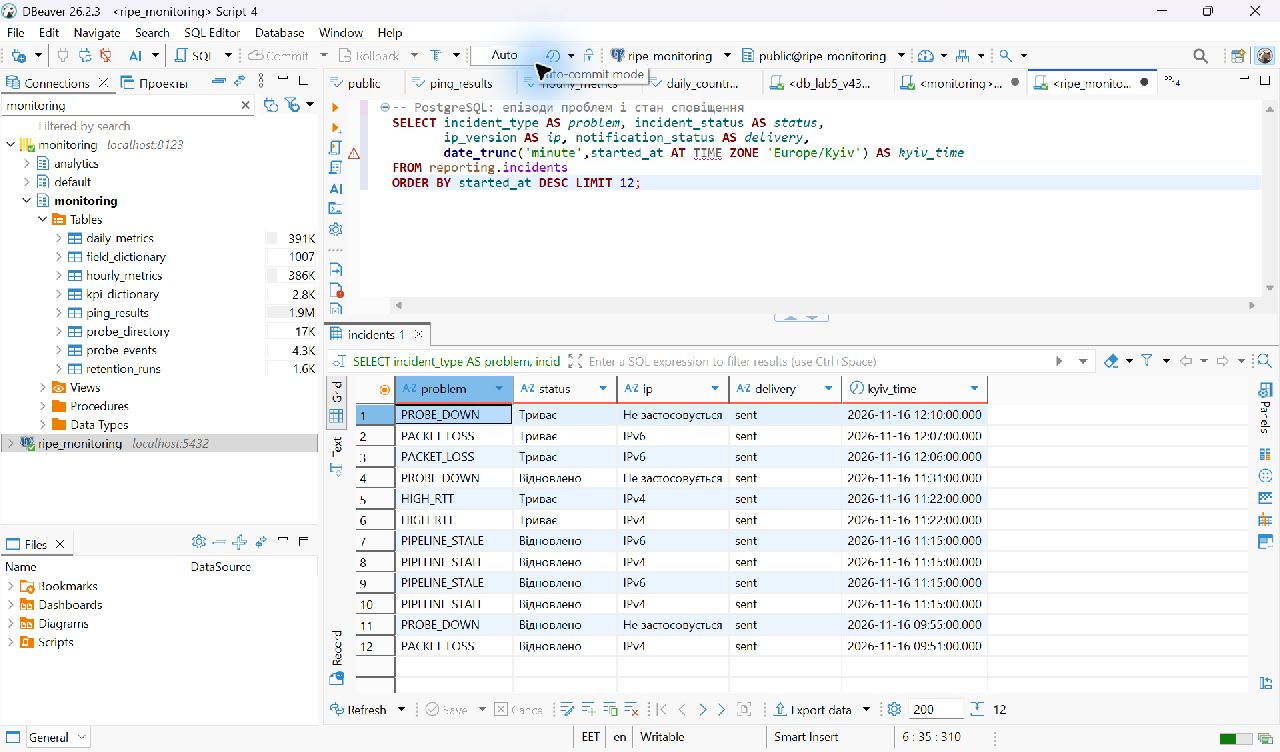 DBeaver 26.2.3 <ripe_monitoring> Script 4
File Edit Navigate Search SQL Editor Database Window Help
AI SQL Commit Rollback T Auto ripe_monitoring public@ripe_monitoring
Auto-commit mode
Connections Проекты public ping_results hourly_metrics daily_count... <db_lab5_v43... <monitoring>... <ripe_monito... 4
monitoring
Filtered by search
monitoring localhost:8123
analytics
default
monitoring
Tables
daily_metrics 391K
field_dictionary 1007
hourly_metrics 386K
kpi_dictionary 2.8K
ping_results 1.9M
probe_directory 17K
probe_events 4.3K
retention_runs 1.6K
Views
Procedures
Data Types
ripe_monitoring localhost:5432
-- PostgreSQL: епізоди проблем і стан сповіщення
SELECT incident_type AS problem, incident_status AS status,
ip_version AS ip, notification_status AS delivery,
date_trunc('minute',started_at AT TIME ZONE 'Europe/Kyiv') AS kyiv_time
FROM reporting.incidents
ORDER BY started_at DESC LIMIT 12;
AI
incidents 1
SELECT incident_type AS problem, incid Enter a SQL expression to filter results (use Ctrl+Space)
Grid
Text
Record
Panels
problem status ip delivery kyiv_time
1 PROBE_DOWN Триває Не застосовується sent 2026-11-16 12:10:00.000
2 PACKET_LOSS Триває IPv6 sent 2026-11-16 12:07:00.000
3 PACKET_LOSS Триває IPv6 sent 2026-11-16 12:06:00.000
4 PROBE_DOWN Відновлено Не застосовується sent 2026-11-16 11:31:00.000
5 HIGH_RTT Триває IPv4 sent 2026-11-16 11:22:00.000
6 HIGH_RTT Триває IPv4 sent 2026-11-16 11:22:00.000
7 PIPELINE_STALE Відновлено IPv6 sent 2026-11-16 11:15:00.000
8 PIPELINE_STALE Відновлено IPv4 sent 2026-11-16 11:15:00.000
9 PIPELINE_STALE Відновлено IPv6 sent 2026-11-16 11:15:00.000
10 PIPELINE_STALE Відновлено IPv4 sent 2026-11-16 11:15:00.000
11 PROBE_DOWN Відновлено Не застосовується sent 2026-11-16 09:55:00.000
12 PACKET_LOSS Відновлено IPv4 sent 2026-11-16 09:51:00.000
Files
Name DataSource
Bookmarks
Dashboards
Diagrams
Scripts
Refresh Save Cancel Export data 200 12
General EET en Writable Smart Insert 6 : 35 : 310